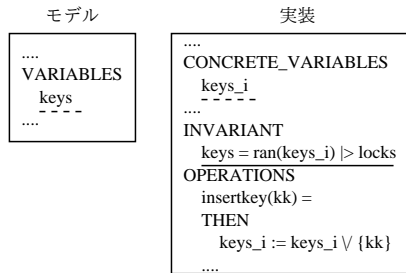 モデル
....
VARIABLES
keys
....
実装
....
CONCRETE_VARIABLES
keys_i
....
INVARIANT
keys = ran(keys_i) |> locks
OPERATIONS
insertkey(kk) =
THEN
keys_i := keys_i \/ {kk}
....